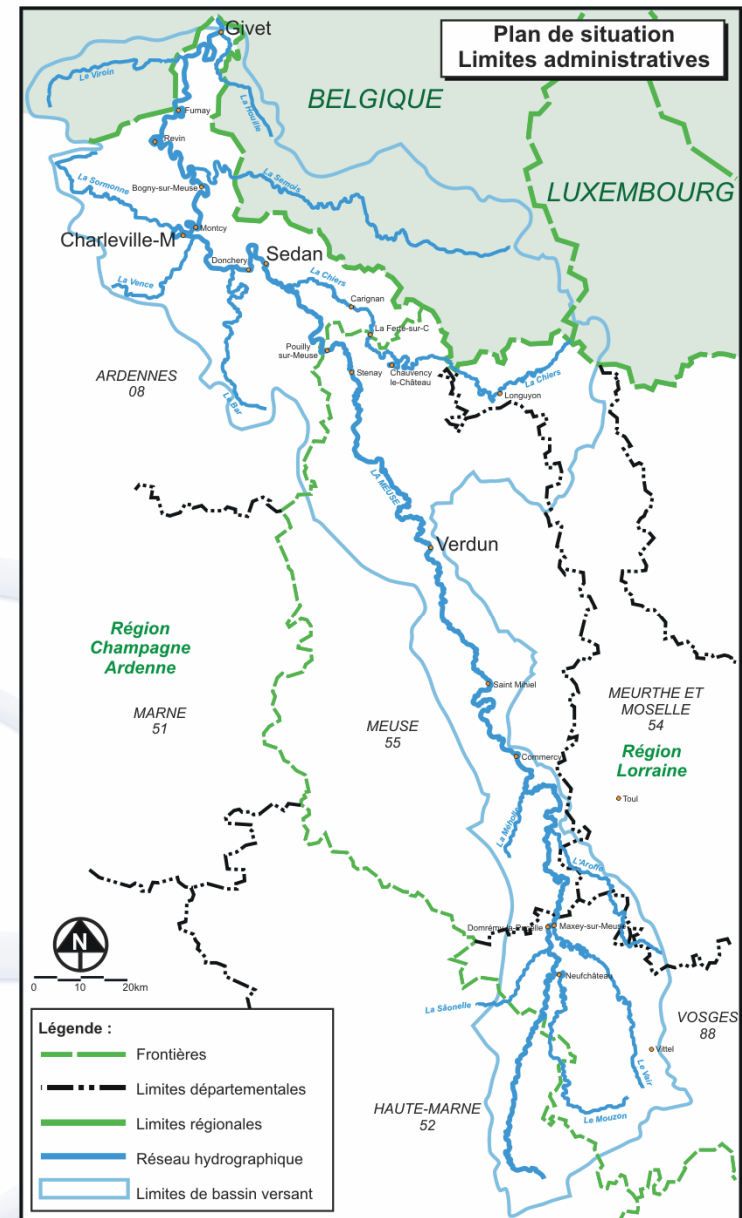 Plan de situation
Limites administratives
Givet
Le Viroin
La Houille
BELGIQUE
Fumay
Revin
LUXEMBOURG
La Sormonne
Bogny-sur-Meuse
La Semois
Montcy
Charleville-M
Donchery
Sedan
La Vence
La Chiers
Carignan
La Ferté-sur-C
Pouilly
sur-Meuse
Stenay
Chauvency
le-Château
La Chiers
Longuyon
ARDENNES
08
Le Bar
LA MEUSE
Verdun
Région
Champagne
Ardenne
MARNE
51
MEUSE
55
Saint Mihiel
MEURTHE ET
MOSELLE
54
Région
Lorraine
Commercy
Toul
La Méholle
L'Aroffe
Domrémy-la-Pucelle
Maxey-sur-Meuse
Neufchâteau
N
0 10 20km
La Sâonelle
VOSGES
88
Vittel
Le Vair
HAUTE-MARNE
52
Le Mouzon
Légende :
Frontières
Limites départementales
Limites régionales
Réseau hydrographique
Limites de bassin versant